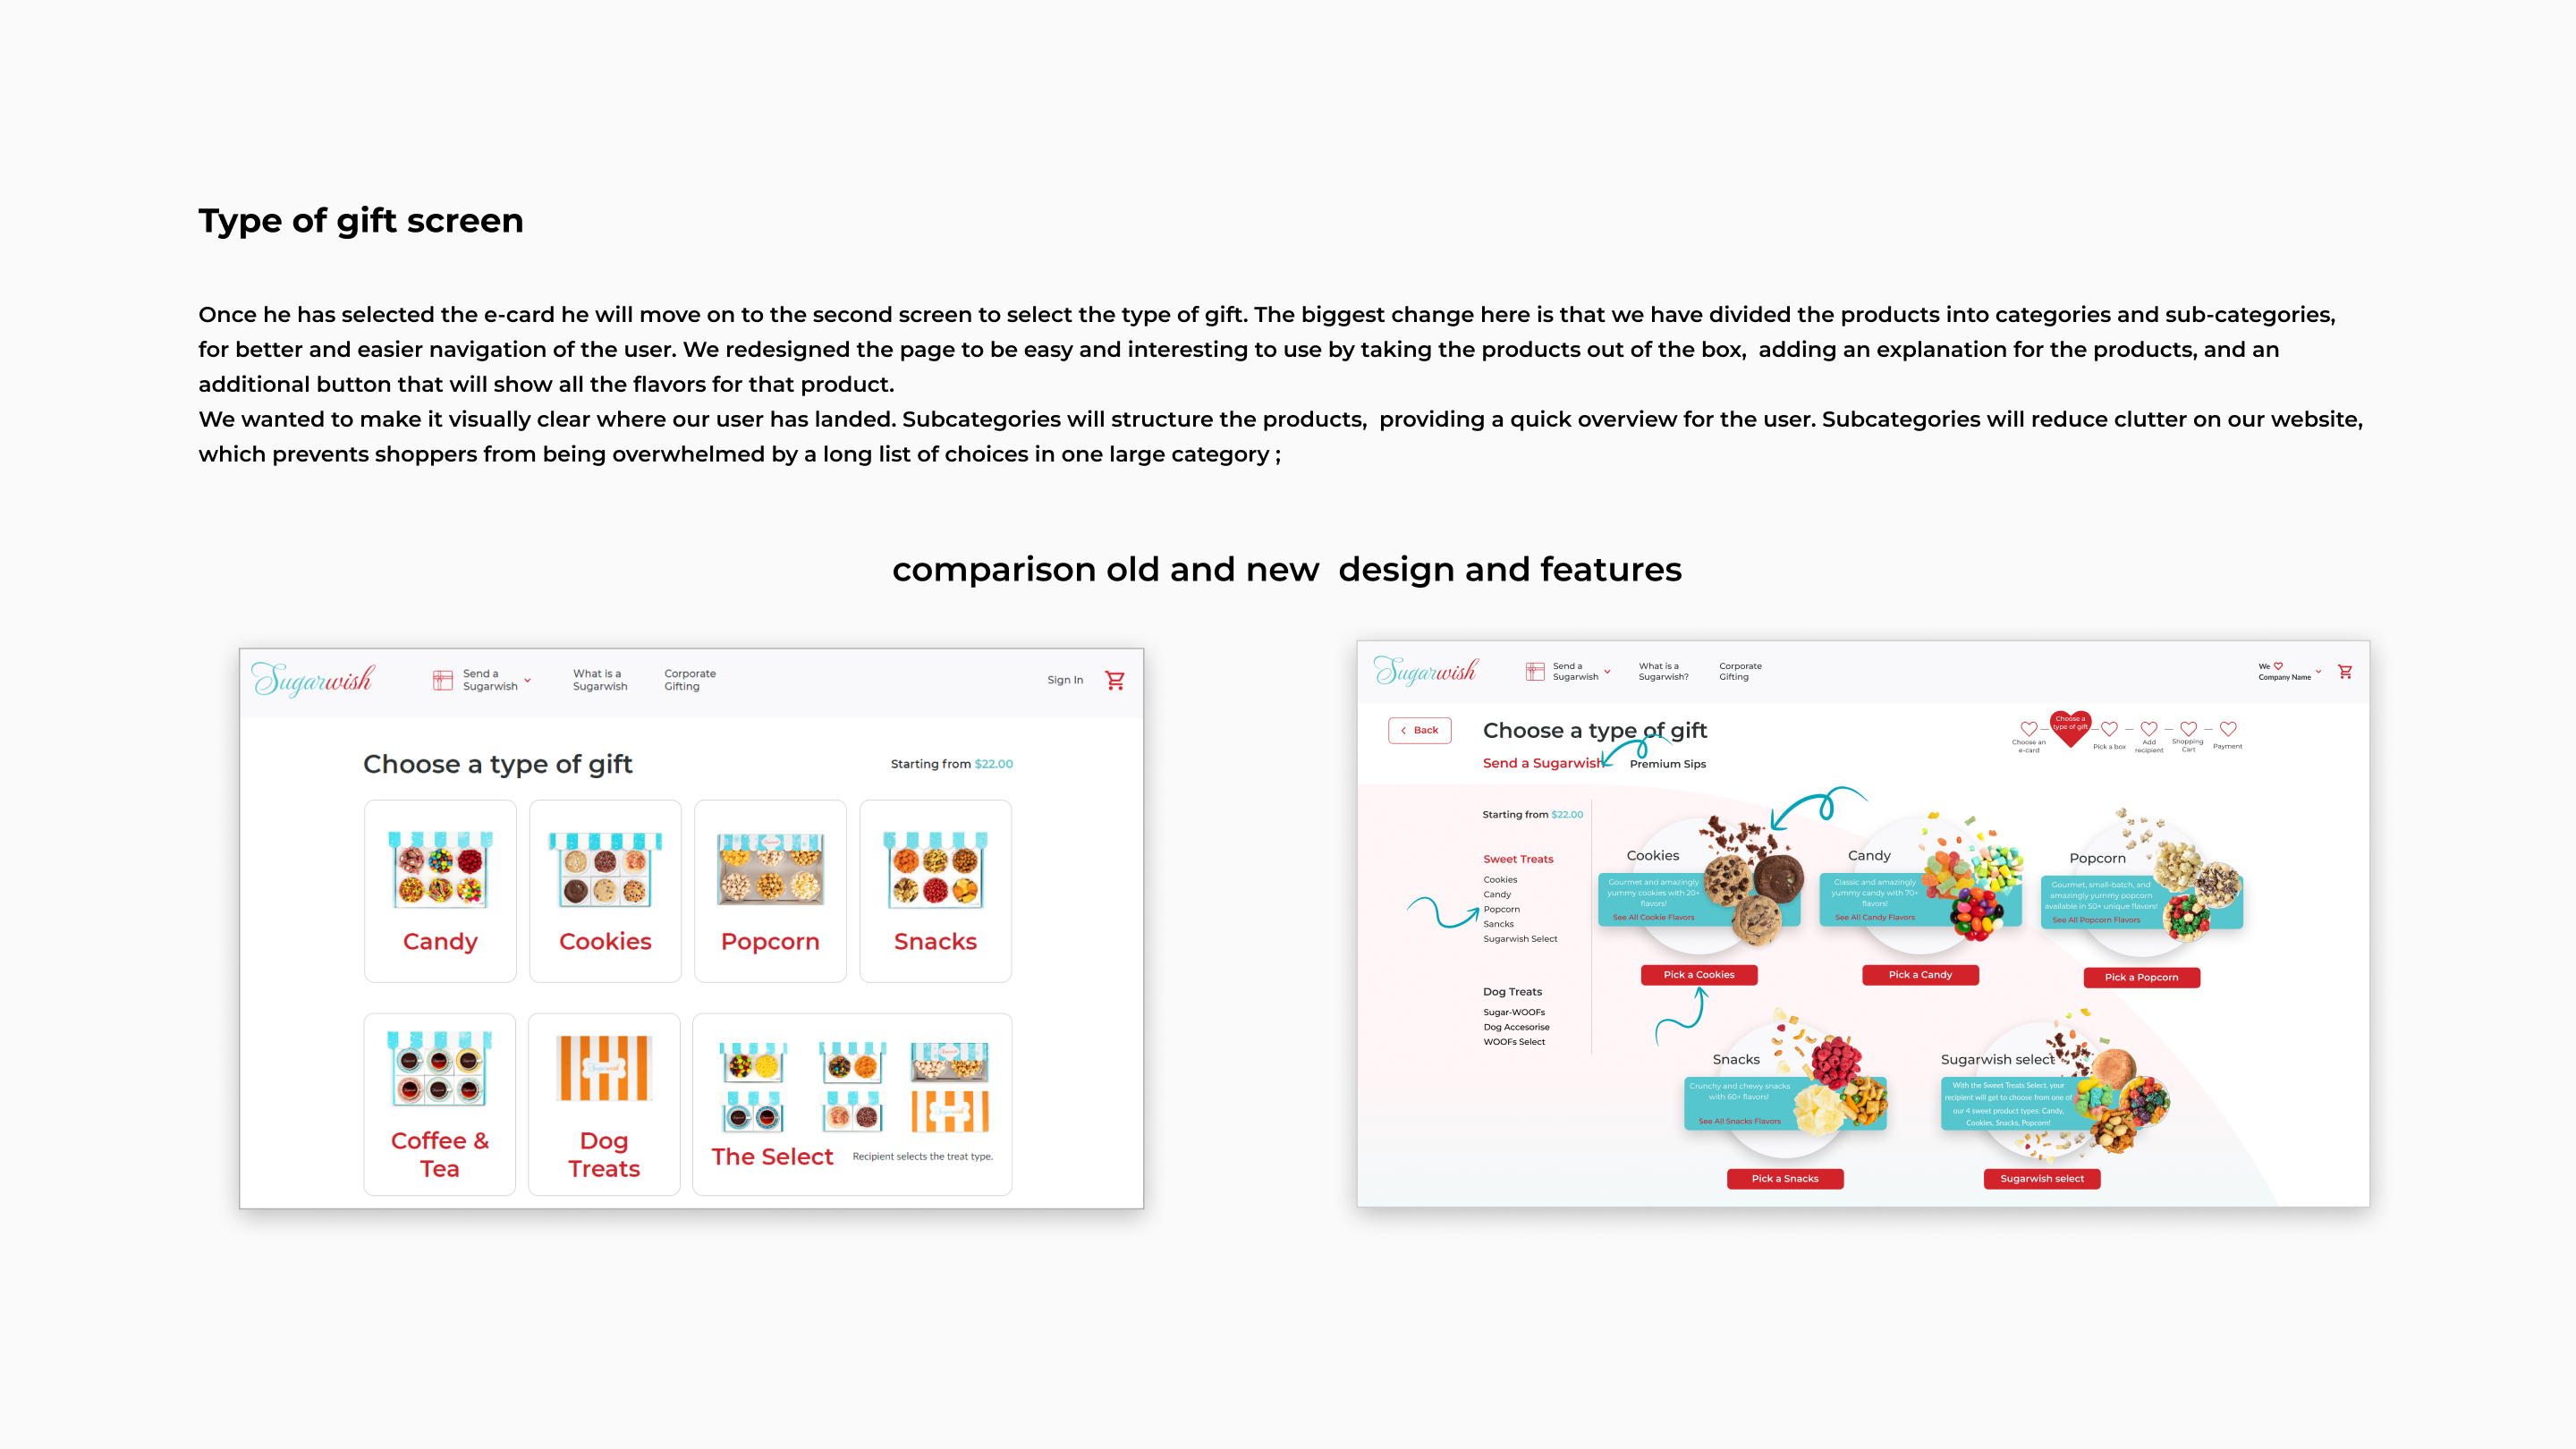 Type of gift screen
Once he has selected the e-card he will move on to the second screen to select the type of gift. The biggest change here is that we have divided the products into categories and sub-categories,
for better and easier navigation of the user. We redesigned the page to be easy and interesting to use by taking the products out of the box,  adding an explanation for the products, and an
additional button that will show all the flavors for that product.
We wanted to make it visually clear where our user has landed. Subcategories will structure the products,  providing a quick overview for the user. Subcategories will reduce clutter on our website,
which prevents shoppers from being overwhelmed by a long list of choices in one large category ;
comparison old and new  design and features
Sugarwish
Send a
Sugarwish
What is a
Sugarwish
Corporate
Gifting
Sign In
Choose a type of gift
Starting from $22.00
Candy
Cookies
Popcorn
Snacks
Coffee &
Tea
Dog
Treats
The Select
Recipient selects the treat type.
Sugarwish
Send a
Sugarwish
What is a
Sugarwish?
Corporate
Gifting
We
Company Name
Back
Choose a type of gift
Send a Sugarwish
Premium Sips
Choose an
e-card
Choose a
type of gift
Pick a box
Add
recipient
Shopping
Cart
Payment
Starting from $22.00
Sweet Treats
Cookies
Candy
Popcorn
Sancks
Sugarwish Select
Dog Treats
Sugar-WOOFs
Dog Accesorise
WOOFs Select
Cookies
Gourmet and amazingly
yummy cookies with 20+
flavors!
See All Cookie Flavors
Pick a Cookies
Candy
Classic and amazingly
yummy candy with 70+
flavors!
See All Candy Flavors
Pick a Candy
Popcorn
Gourmet, small-batch, and
amazingly yummy popcorn
available in 50+ unique flavors!
See All Popcorn Flavors
Pick a Popcorn
Snacks
Crunchy and chewy snacks
with 60+ flavors!
See All Snacks Flavors
Pick a Snacks
Sugarwish select
With the Sweet Treats Select, your
recipient will get to choose from one of
our 4 sweet product types: Candy,
Cookies, Snacks, Popcorn!
Sugarwish select